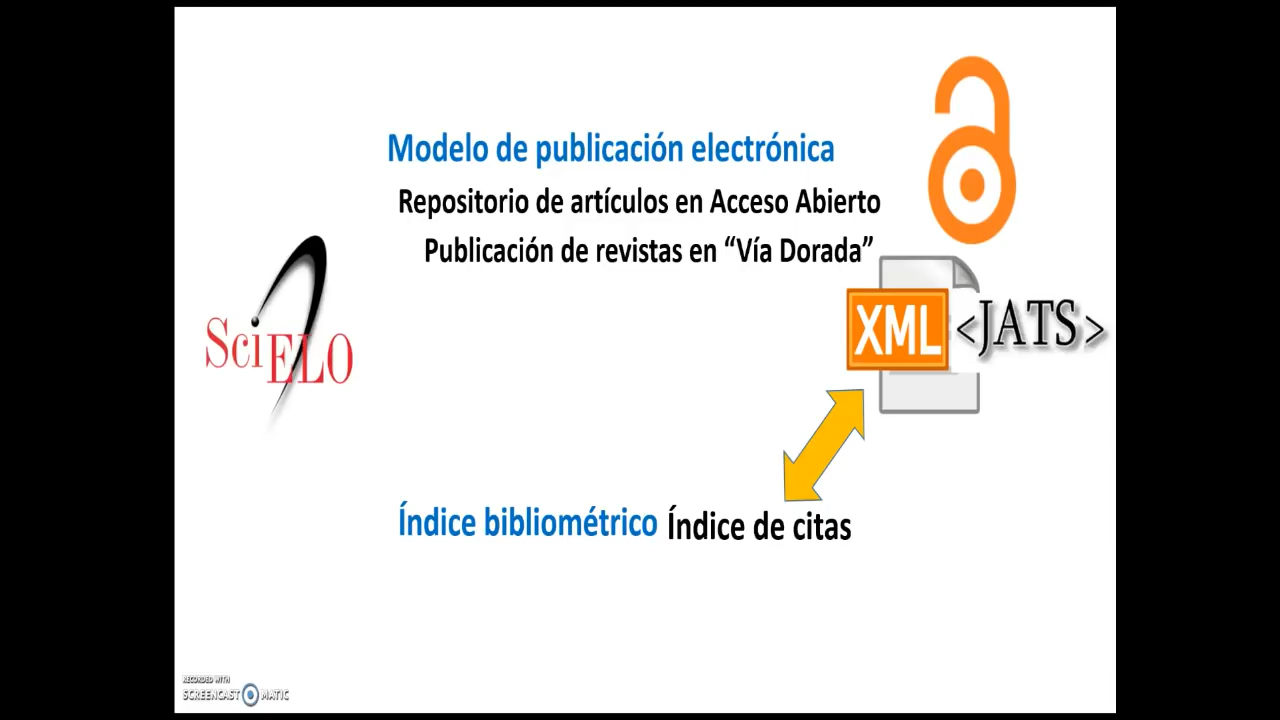 Modelo de publicación electrónica
Repositorio de artículos en Acceso Abierto
Publicación de revistas en “Vía Dorada”
SciELO
XML <JATS>
Índice bibliométrico Índice de citas
RECORDED WITH
SCREENCAST MATIC